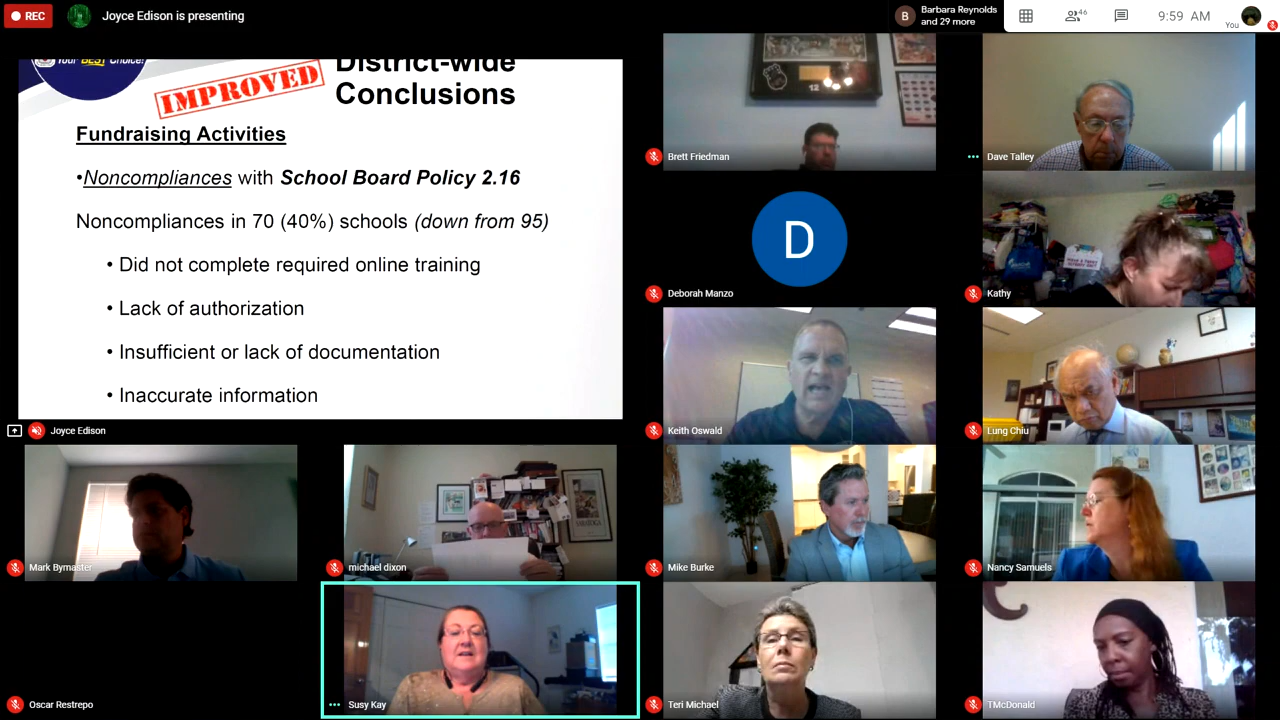 REC
Joyce Edison is presenting
B
Barbara Reynolds
and 29 more
46
9:59 AM
You
Your BEST Choice!
IMPROVED
District-wide
Conclusions
Fundraising Activities
•Noncompliances with School Board Policy 2.16
Noncompliances in 70 (40%) schools (down from 95)
• Did not complete required online training
• Lack of authorization
• Insufficient or lack of documentation
• Inaccurate information
Joyce Edison
12
Brett Friedman
Dave Talley
D
Deborah Manzo
Kathy
Keith Oswald
Lung Chiu
Mark Bymaster
michael dixon
SARATOGA
Mike Burke
Nancy Samuels
Oscar Restrepo
Susy Kay
Teri Michael
TMcDonald